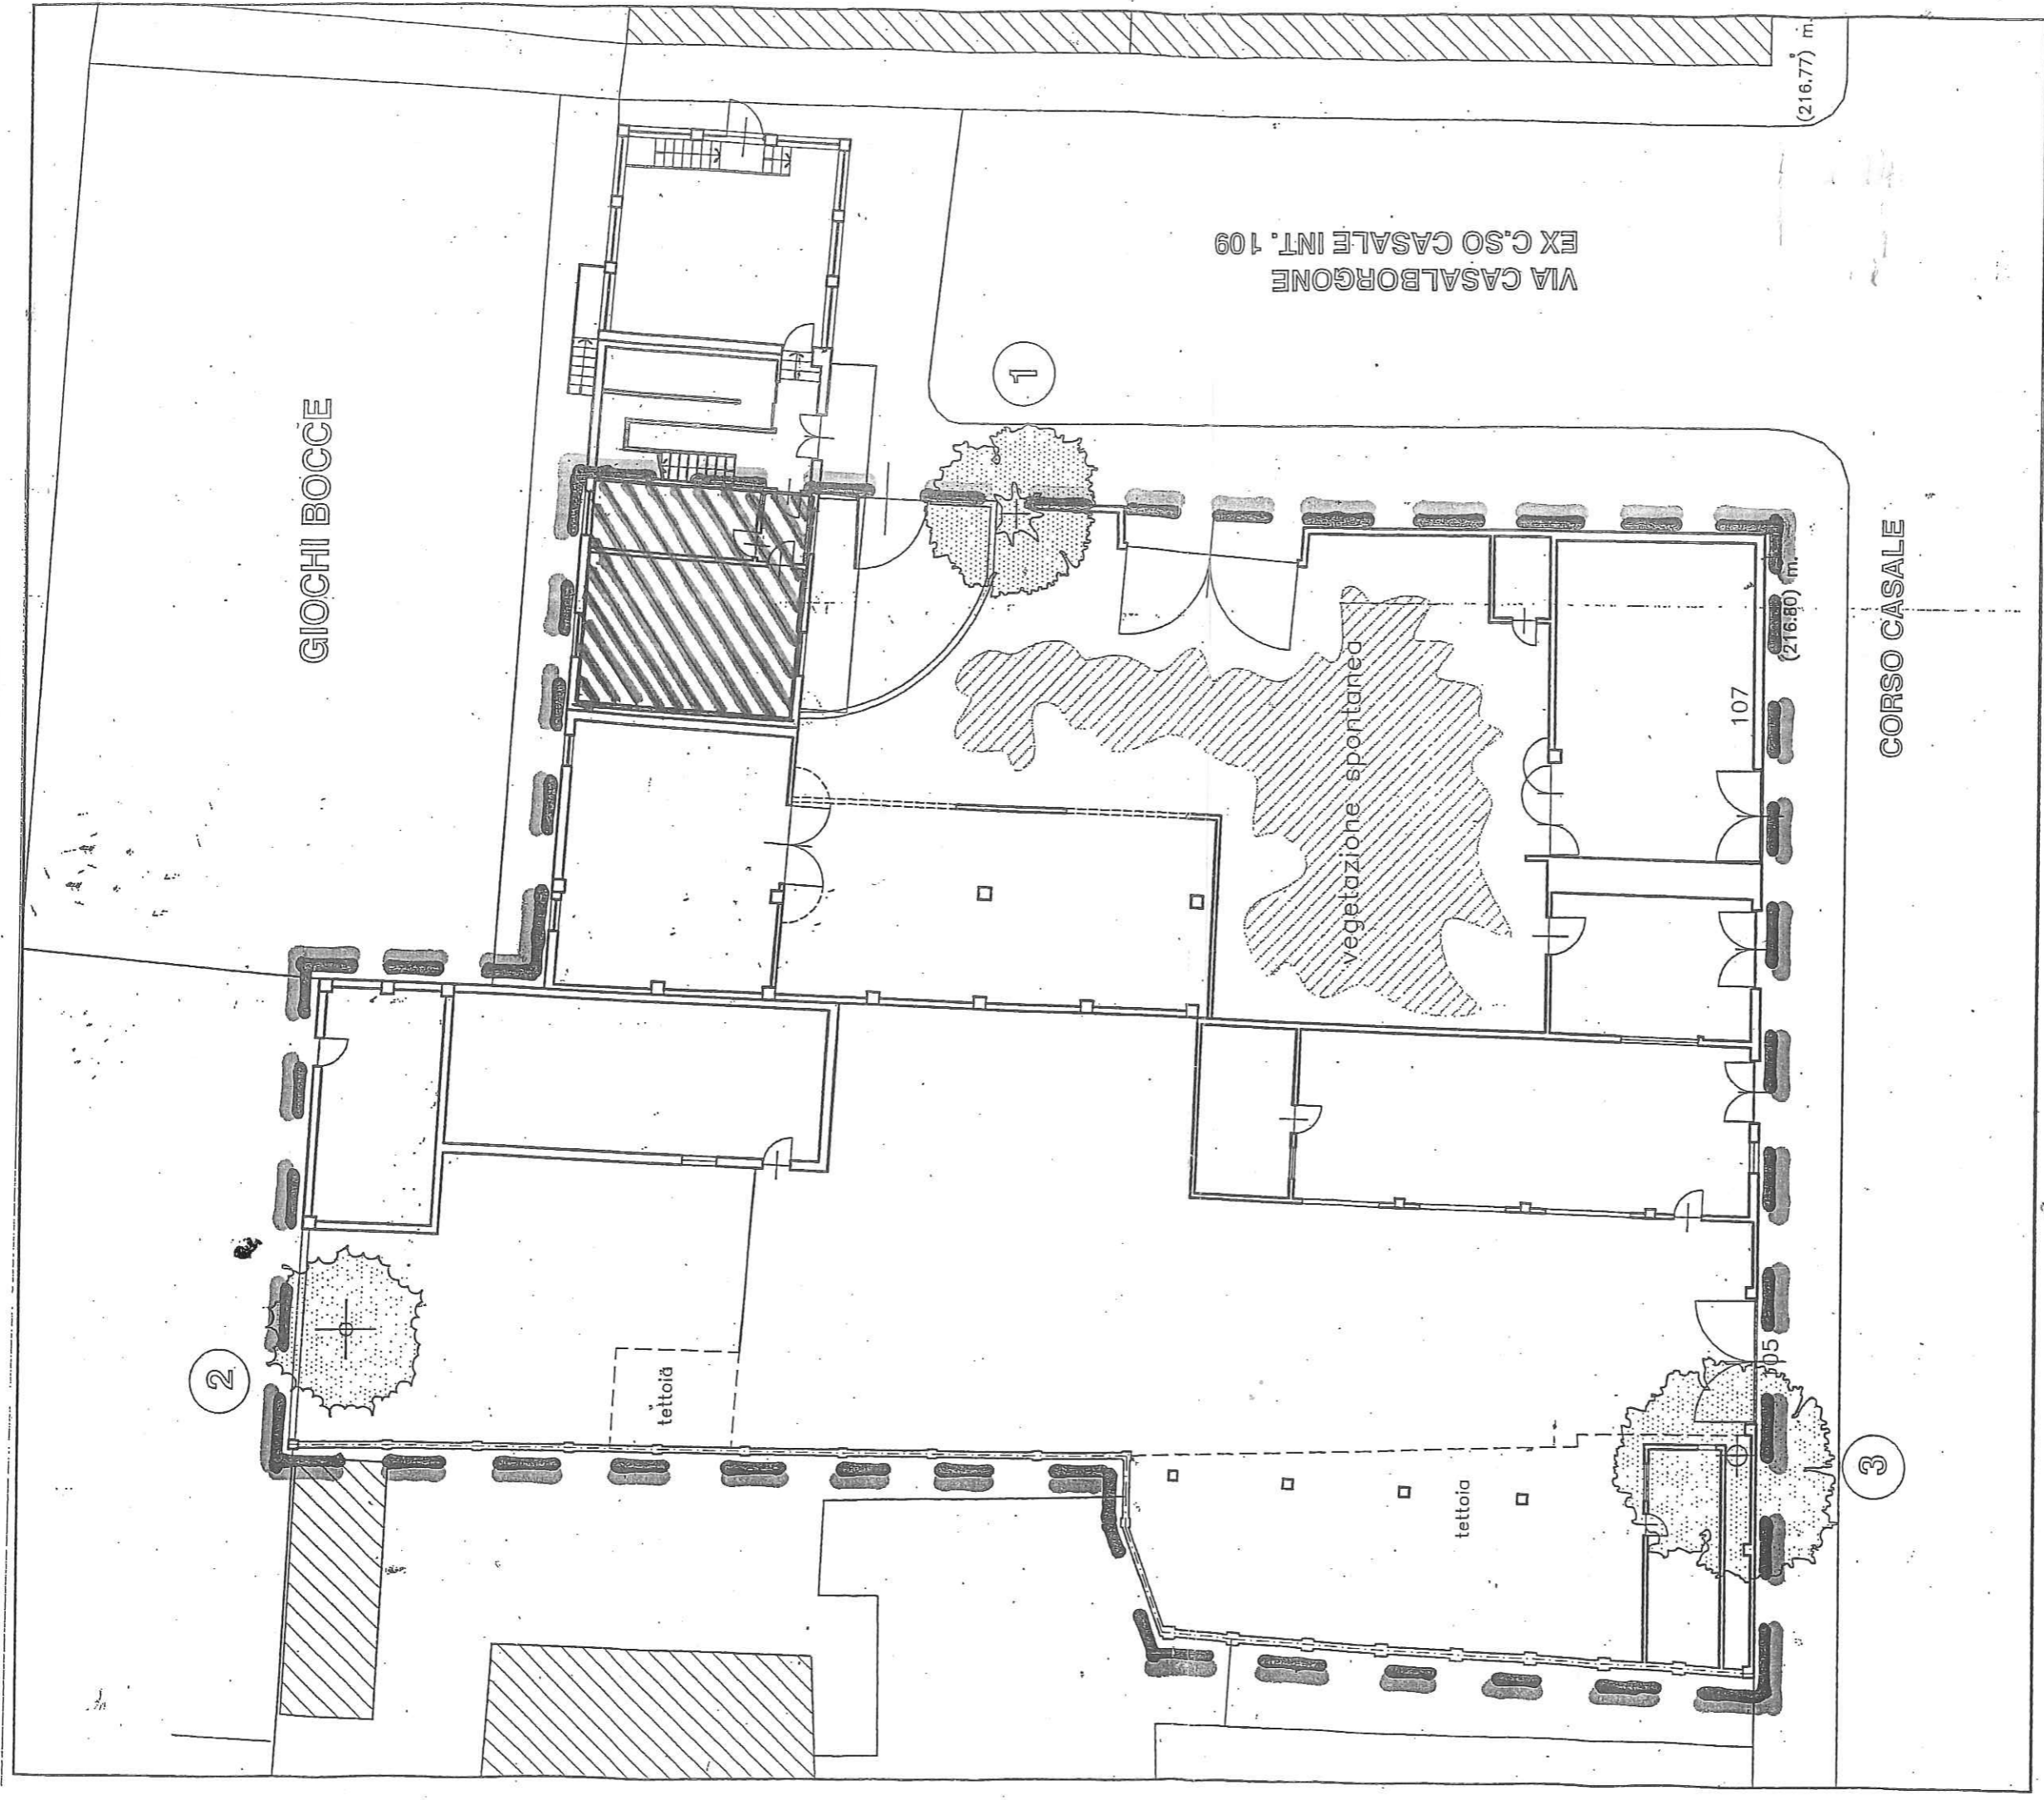 GIOCHI BOCCE
VIA CASALBORGONE
EX C.SO CASALE INT. 109
(216.77) m.
1
2
3
vegetazione spontanea
107
(216.80) m.
CORSO CASALE
tettoia
tettoia